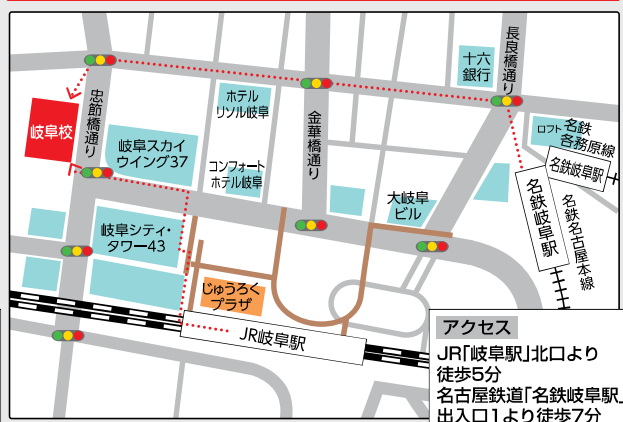 長良橋通り
十六
銀行
忠節橋通り
ホテル
リソル岐阜
金華橋通り
ロフト
名鉄
各務原線
岐阜校
岐阜スカイ
ウイング37
名鉄岐阜駅
コンフォート
ホテル岐阜
大岐阜
ビル
名鉄岐阜駅
名鉄名古屋本線
岐阜シティ・
タワー43
じゅうろく
プラザ
JR岐阜駅
アクセス
JR「岐阜駅」北口より
徒歩5分
名古屋鉄道「名鉄岐阜駅」
出入口1より徒歩7分